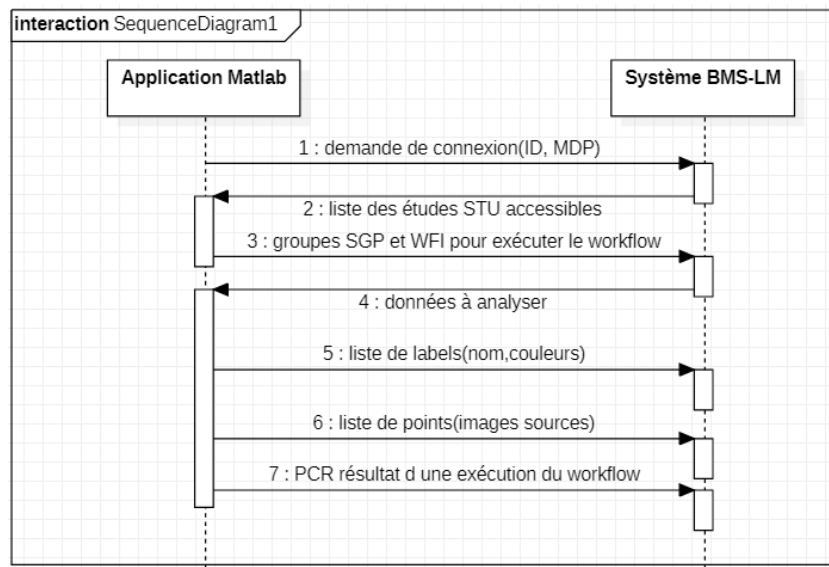 interaction SequenceDiagram1
Application Matlab
Système BMS-LM
1 : demande de connexion(ID, MDP)
2 : liste des études STU accessibles
3 : groupes SGP et WFI pour exécuter le workflow
4 : données à analyser
5 : liste de labels(nom,couleurs)
6 : liste de points(images sources)
7 : PCR résultat d une exécution du workflow